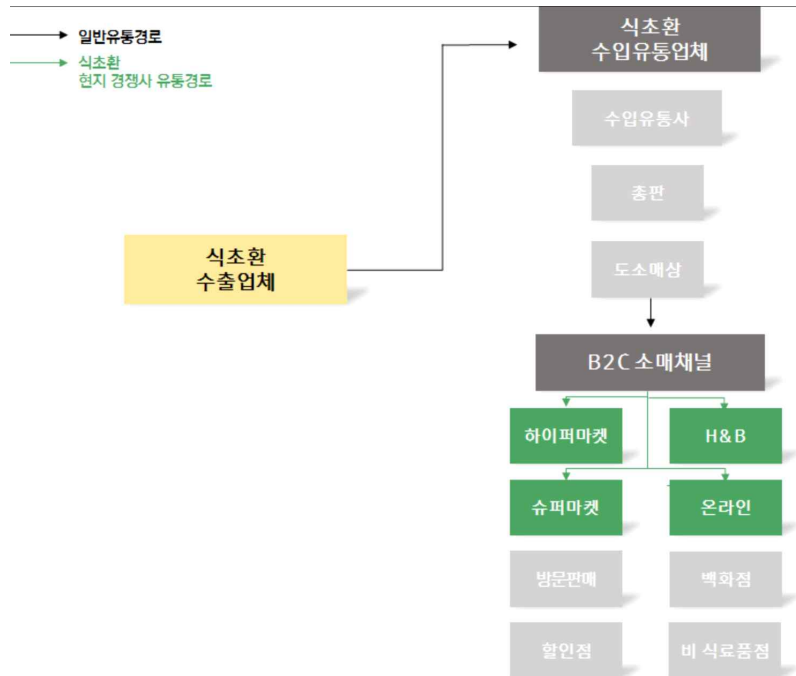 일반유통경로
식초환
현지 경쟁사 유통경로
식초환
수입유통업체
수입유통사
총판
식초환
수출업체
도소매상
B2C 소매채널
하이퍼마켓
H&B
슈퍼마켓
온라인
방문판매
백화점
할인점
비 식료품점